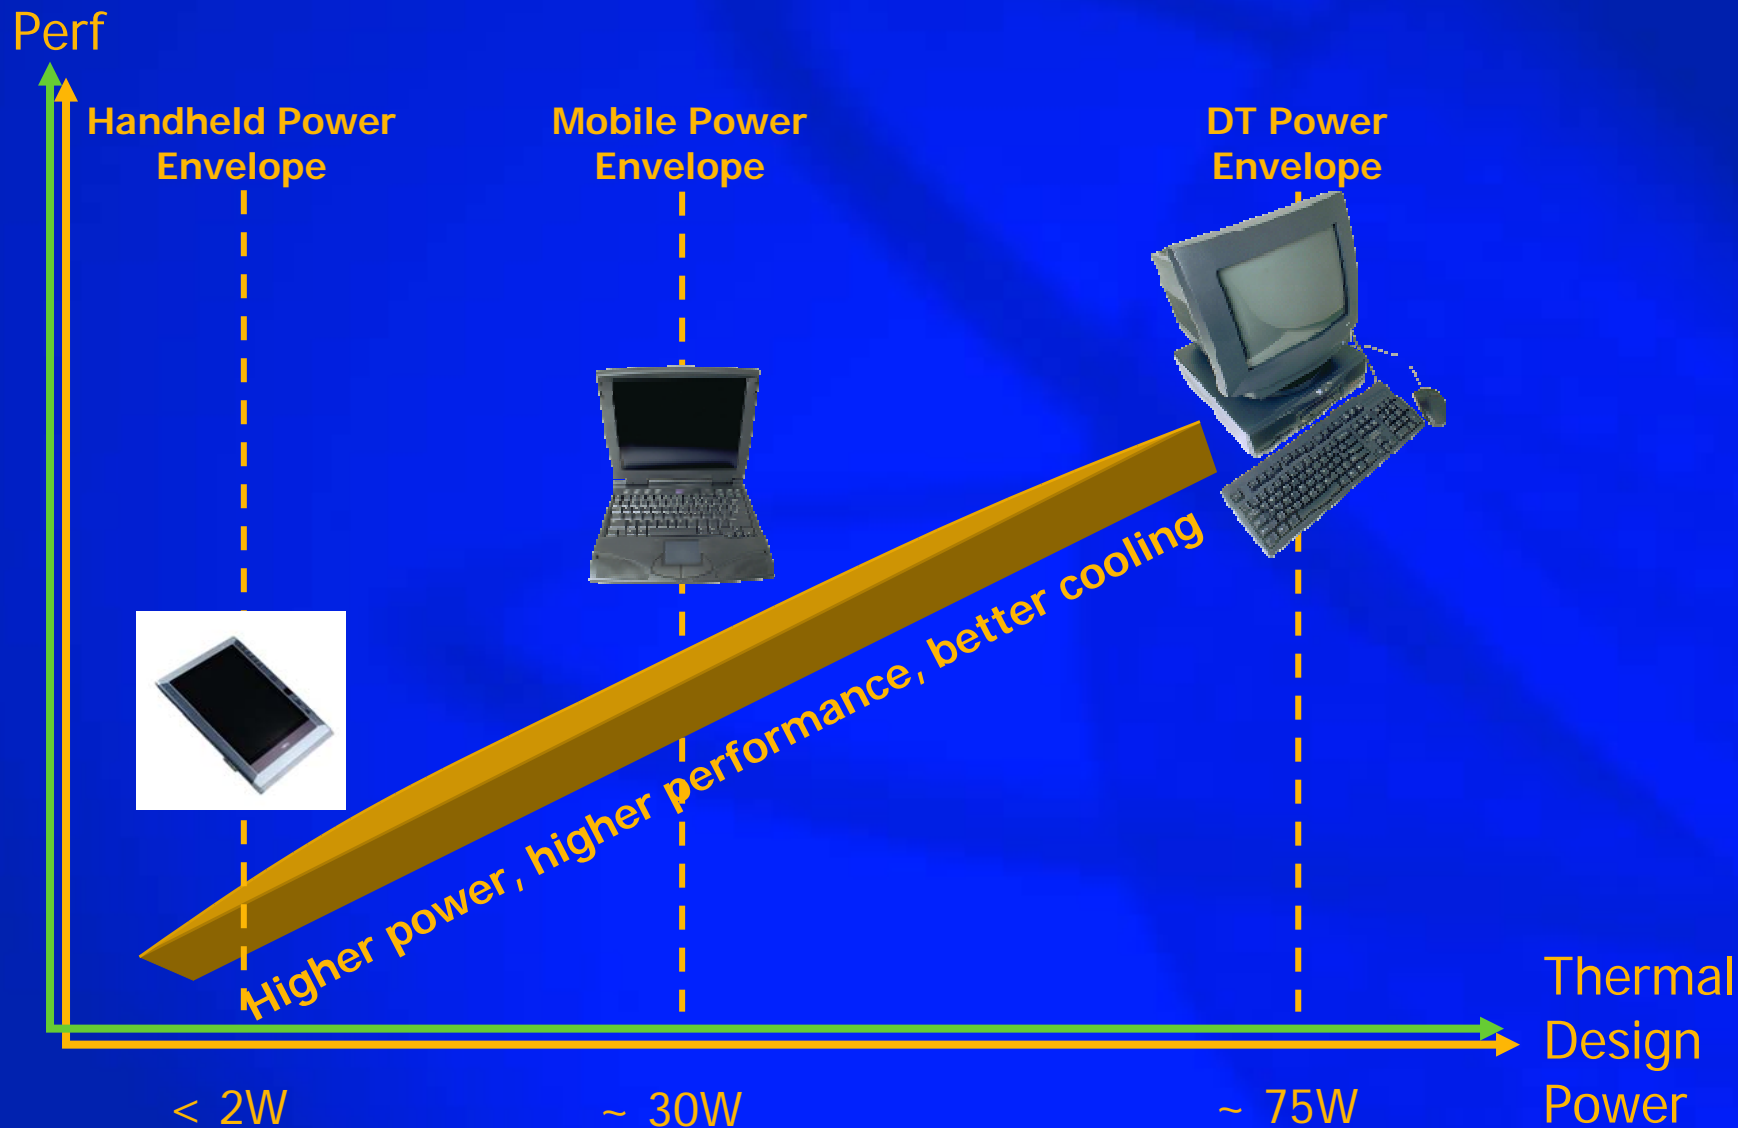 Perf
Handheld Power
Envelope
Mobile Power
Envelope
DT Power
Envelope
Higher power, higher performance, better cooling
Thermal
Design
Power
< 2W
~ 30W
~ 75W